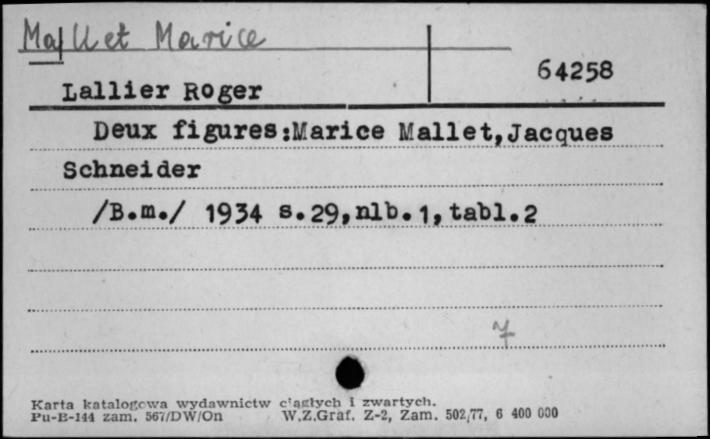 Mallet Marice
64258
Lallier Roger
Deux figures:Marice Mallet,Jacques
Schneider
/B.m./ 1934 s.29,nlb.1,tabl.2
7
Karta katalogowa wydawnictw ciągłych i zwartych.
Pu-B-144 zam. 567/DW/On W.Z.Graf. Z-2, Zam. 502/77, 6 400 000